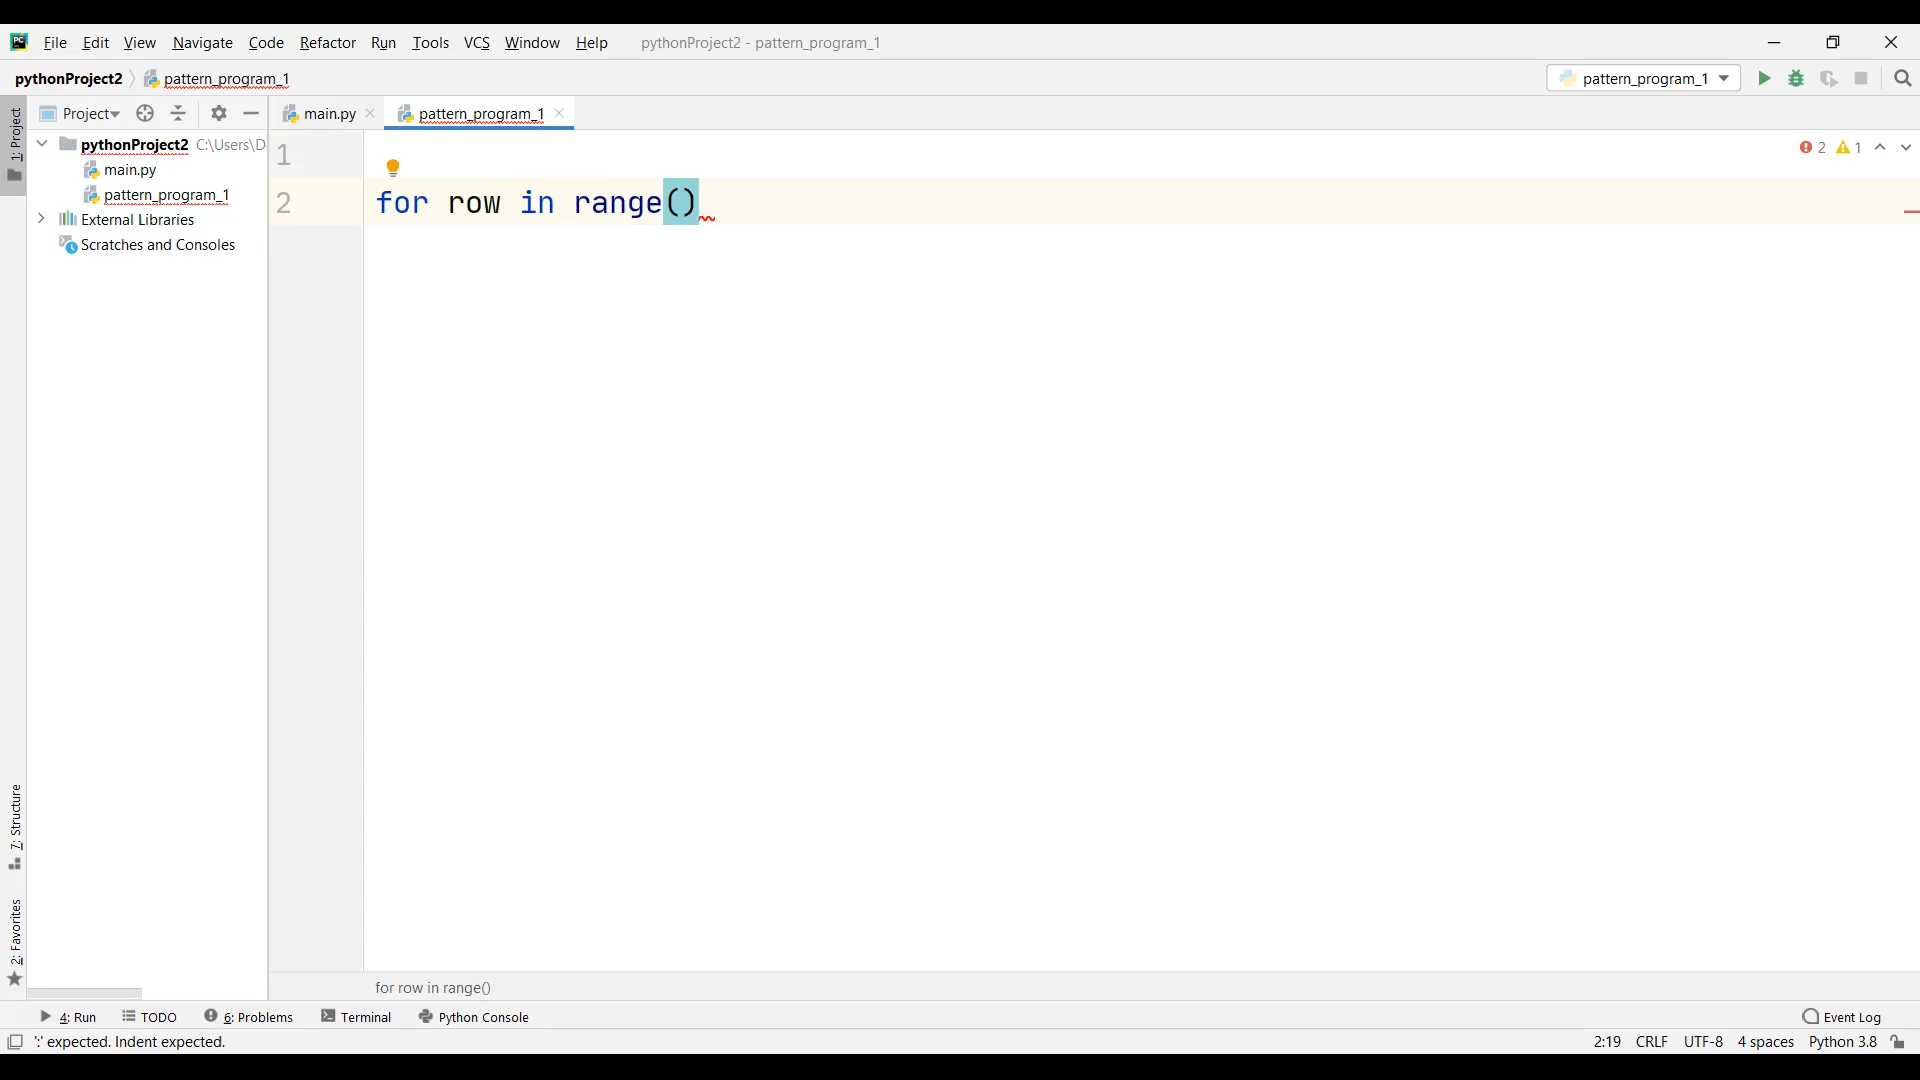 PC File Edit View Navigate Code Refactor Run Tools VCS Window Help pythonProject2 - pattern_program_1
pythonProject2 pattern_program_1 pattern_program_1
1: Project
Project main.py pattern_program_1
pythonProject2 C:\Users\D
main.py
pattern_program_1
External Libraries
Scratches and Consoles
1
2 for row in range()
2 1
7: Structure
2: Favorites
for row in range()
4: Run TODO 6: Problems Terminal Python Console Event Log
':' expected. Indent expected. 2:19 CRLF UTF-8 4 spaces Python 3.8